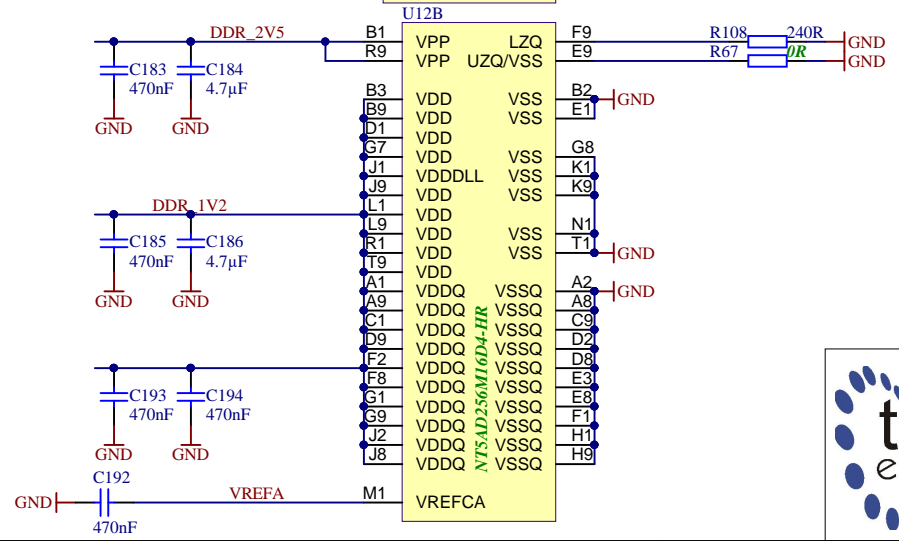 U12B
DDR_2V5 B1 VPP LZQ F9 R108 240R GND
R9 VPP UZQ/VSS E9 R67 0R GND
C183 C184
470nF 4.7µF
GND GND
B3 VDD VSS B2 GND
B9 VDD VSS E1
D1 VDD
G7 VDD VSS G8
J1 VDDDLL VSS K1
J9 VDD VSS K9
DDR_1V2 L1 VDD
L9 VDD VSS N1
R1 VDD VSS T1 GND
T9 VDD
C185 C186
470nF 4.7µF
GND GND
A1 VDDQ VSSQ A2 GND
A9 VDDQ VSSQ A8
C1 VDDQ VSSQ C9
D9 VDDQ VSSQ D2
F2 VDDQ VSSQ D8
F8 VDDQ VSSQ E3
G1 VDDQ VSSQ E8
G9 VDDQ VSSQ F1
J2 VDDQ VSSQ H1
J8 VDDQ VSSQ H9
NT5AD256M16D4-HR
C193 C194
470nF 470nF
GND GND
C192
GND VREFA M1 VREFCA
470nF
t
e